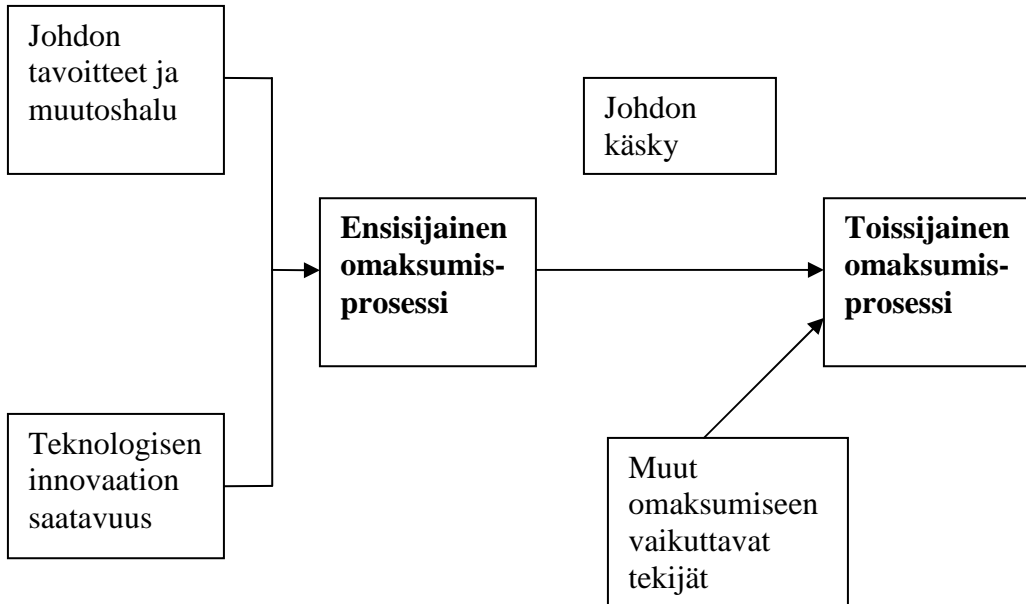 Johdon
tavoitteet ja
muutoshalu
Johdon
käsky
Ensisijainen
omaksumis-
prosessi
Toissijainen
omaksumis-
prosessi
Teknologisen
innovaation
saatavuus
Muut
omaksumiseen
vaikuttavat
tekijät